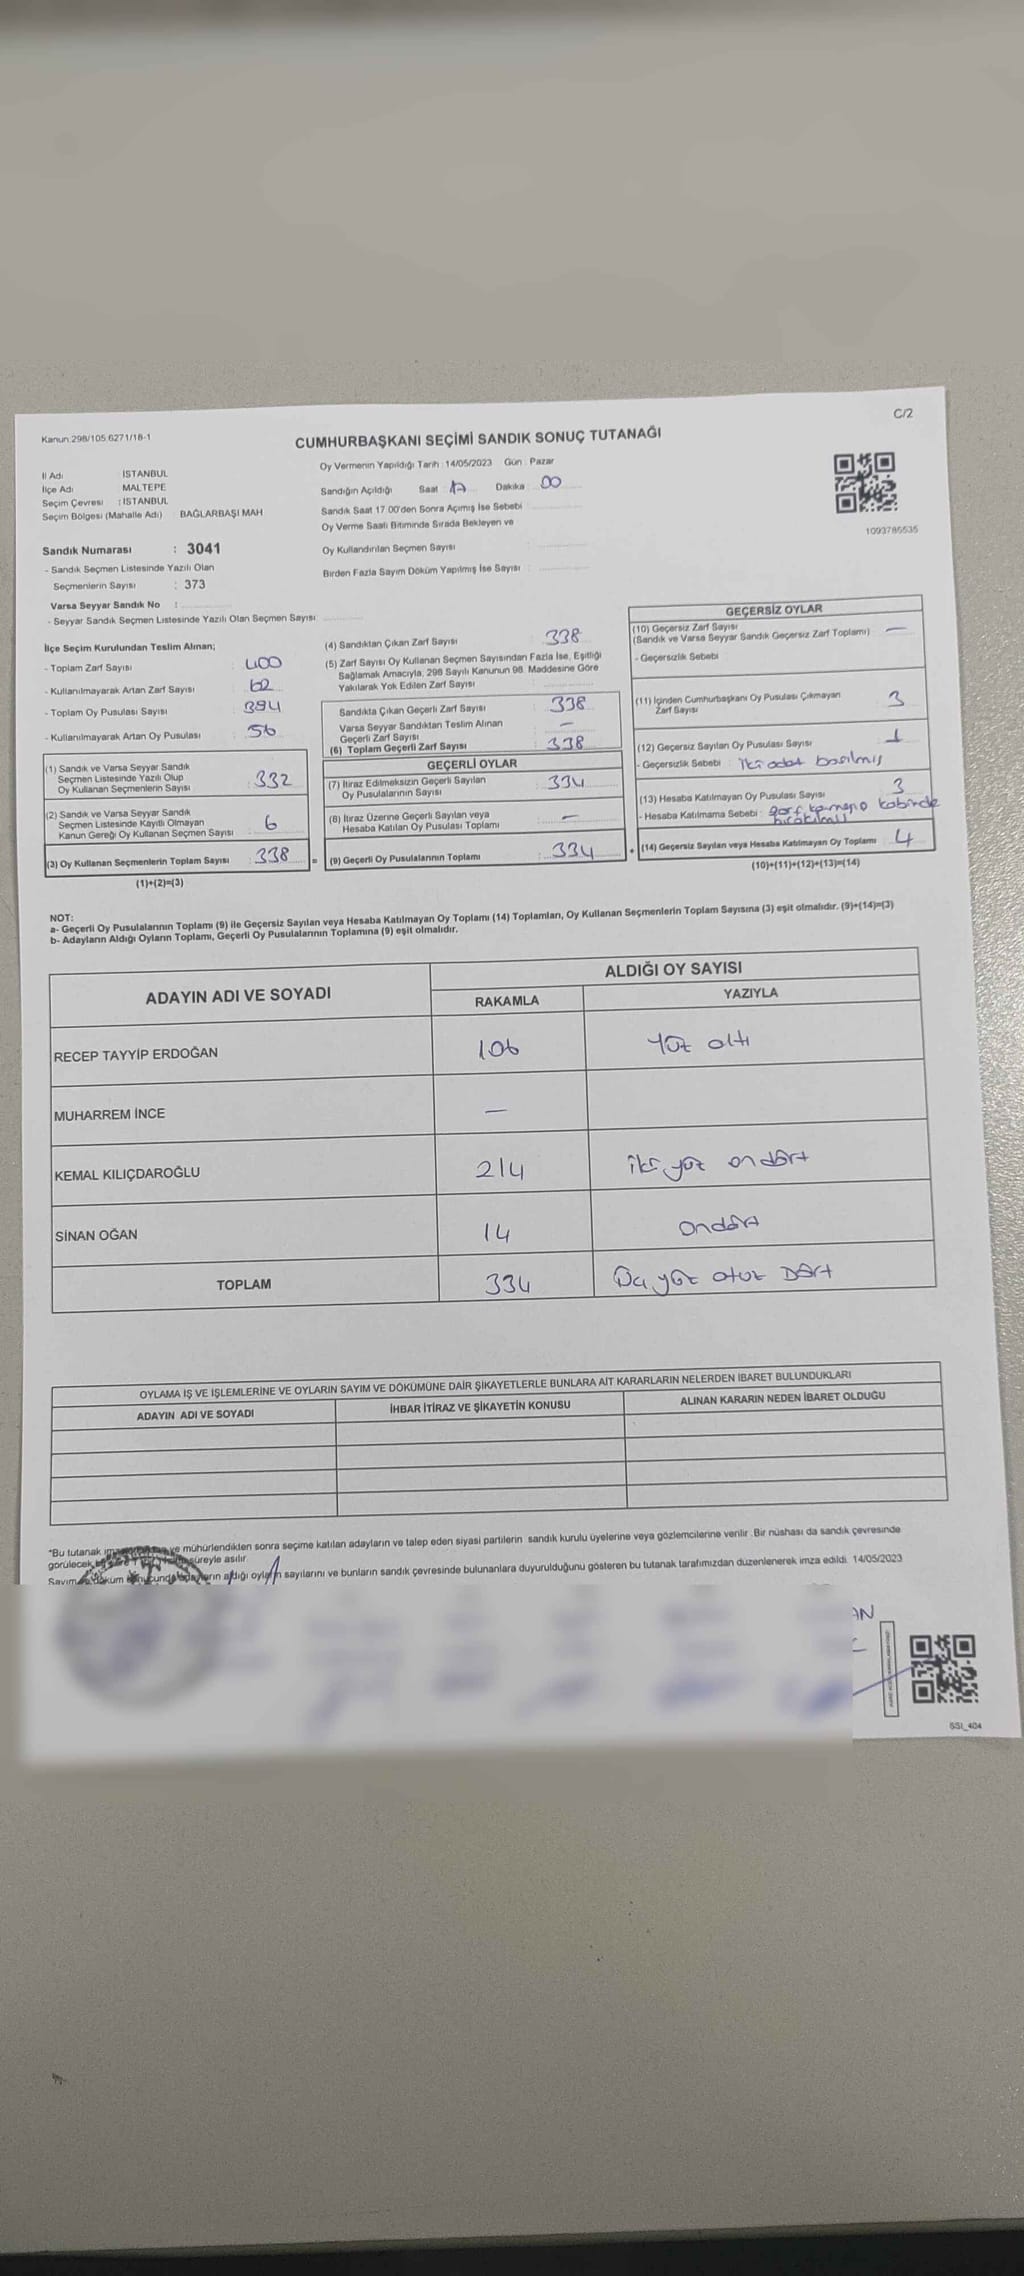 C/2
Kanun:298/105,6271/18-1
CUMHURBAŞKANI SEÇİMİ SANDIK SONUÇ TUTANAĞI
İl Adı : İSTANBUL
İlçe Adı : MALTEPE
Seçim Çevresi : İSTANBUL
Seçim Bölgesi (Mahalle Adı) : BAĞLARBAŞI MAH
Sandık Numarası : 3041
- Sandık Seçmen Listesinde Yazılı Olan
Seçmenlerin Sayısı : 373
Varsa Seyyar Sandık No :
- Seyyar Sandık Seçmen Listesinde Yazılı Olan Seçmen Sayısı:
Oy Vermenin Yapıldığı Tarih : 14/05/2023 Gün : Pazar
Sandığın Açıldığı Saat : 17 Dakika : 00
Sandık Saat 17.00'den Sonra Açılmış İse Sebebi :
Oy Verme Saati Bitiminde Sırada Bekleyen ve
Oy Kullandırılan Seçmen Sayısı :
Birden Fazla Sayım Döküm Yapılmış İse Sayısı :
1093786535
İlçe Seçim Kurulundan Teslim Alınan;
- Toplam Zarf Sayısı : 400
- Kullanılmayarak Artan Zarf Sayısı : 62
- Toplam Oy Pusulası Sayısı : 394
- Kullanılmayarak Artan Oy Pusulası : 56
(1) Sandık ve Varsa Seyyar Sandık
Seçmen Listesinde Yazılı Olup
Oy Kullanan Seçmenlerin Sayısı : 332
(2) Sandık ve Varsa Seyyar Sandık
Seçmen Listesinde Kayıtlı Olmayan
Kanun Gereği Oy Kullanan Seçmen Sayısı : 6
(3) Oy Kullanan Seçmenlerin Toplam Sayısı : 338
(1)+(2)=(3)
(4) Sandıktan Çıkan Zarf Sayısı : 338
(5) Zarf Sayısı Oy Kullanan Seçmen Sayısından Fazla İse, Eşitliği
Sağlamak Amacıyla, 298 Sayılı Kanunun 98. Maddesine Göre
Yakılarak Yok Edilen Zarf Sayısı :
Sandıkta Çıkan Geçerli Zarf Sayısı : 338
Varsa Seyyar Sandıktan Teslim Alınan
Geçerli Zarf Sayısı : —
(6) Toplam Geçerli Zarf Sayısı : 338
GEÇERLİ OYLAR
(7) İtiraz Edilmeksizin Geçerli Sayılan
Oy Pusulalarının Sayısı : 334
(8) İtiraz Üzerine Geçerli Sayılan veya
Hesaba Katılan Oy Pusulası Toplamı : —
= (9) Geçerli Oy Pusulalarının Toplamı : 334 +
GEÇERSİZ OYLAR
(10) Geçersiz Zarf Sayısı
(Sandık ve Varsa Seyyar Sandık Geçersiz Zarf Toplamı) : —
- Geçersizlik Sebebi :
(11) İçinden Cumhurbaşkanı Oy Pusulası Çıkmayan
Zarf Sayısı : 3
(12) Geçersiz Sayılan Oy Pusulası Sayısı : 1
- Geçersizlik Sebebi : iki adet basılmış
(13) Hesaba Katılmayan Oy Pusulası Sayısı : 3
- Hesaba Katılmama Sebebi : kabinde
(14) Geçersiz Sayılan veya Hesaba Katılmayan Oy Toplamı : 4
(10)+(11)+(12)+(13)=(14)
NOT:
a- Geçerli Oy Pusulalarının Toplamı (9) ile Geçersiz Sayılan veya Hesaba Katılmayan Oy Toplamı (14) Toplamları, Oy Kullanan Seçmenlerin Toplam Sayısına (3) eşit olmalıdır. (9)+(14)=(3)
b- Adayların Aldığı Oyların Toplamı, Geçerli Oy Pusulalarının Toplamına (9) eşit olmalıdır.
ADAYIN ADI VE SOYADI
ALDIĞI OY SAYISI
RAKAMLA YAZIYLA
RECEP TAYYİP ERDOĞAN 106 Yüz altı
MUHARREM İNCE —
KEMAL KILIÇDAROĞLU 214 iki yüz ondört
SİNAN OĞAN 14 ondört
TOPLAM 334 Üç yüz otuz Dört
OYLAMA İŞ VE İŞLEMLERİNE VE OYLARIN SAYIM VE DÖKÜMÜNE DAİR ŞİKAYETLERLE BUNLARA AİT KARARLARIN NELERDEN İBARET BULUNDUKLARI
ADAYIN ADI VE SOYADI İHBAR İTİRAZ VE ŞİKAYETİN KONUSU ALINAN KARARIN NEDEN İBARET OLDUĞU
*Bu tutanak ve mühürlendikten sonra seçime katılan adayların ve talep eden siyasi partilerin sandık kurulu üyelerine veya gözlemcilerine verilir. Bir nüshası da sandık çevresinde
görülecek süreyle asılır.
Sayım döküm sonucunda adayların aldığı oyların sayılarını ve bunların sandık çevresinde bulunanlara duyurulduğunu gösteren bu tutanak tarafımızdan düzenlenerek imza edildi. 14/05/2023
SSI_404